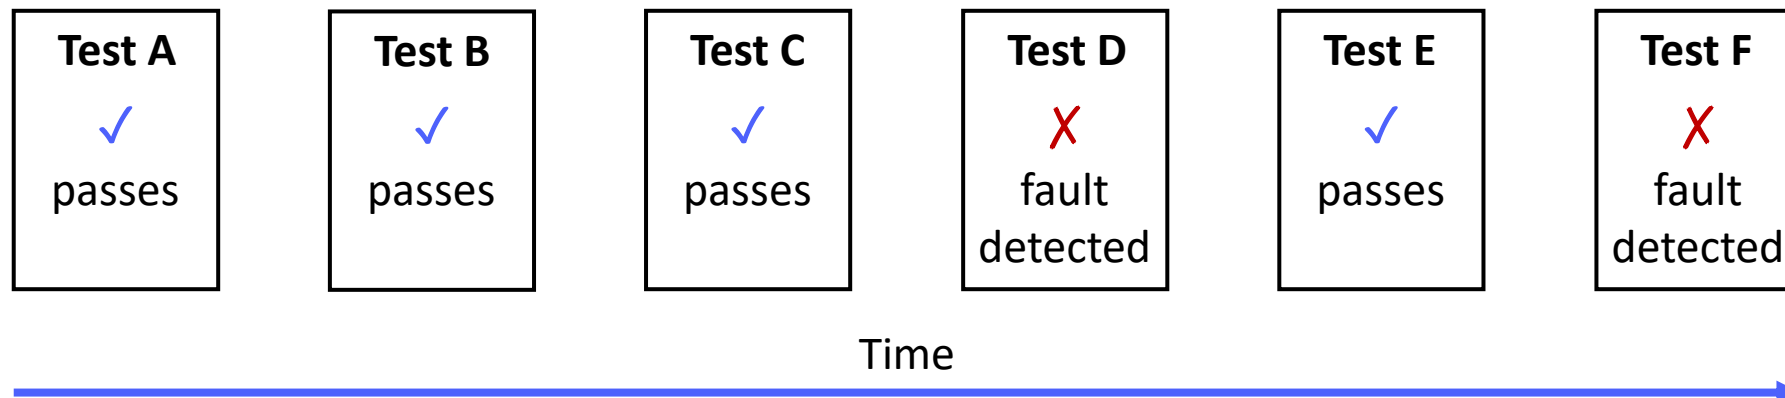 Test A
✓
passes
Test B
✓
passes
Test C
✓
passes
Test D
✗
fault
detected
Test E
✓
passes
Test F
✗
fault
detected
Time